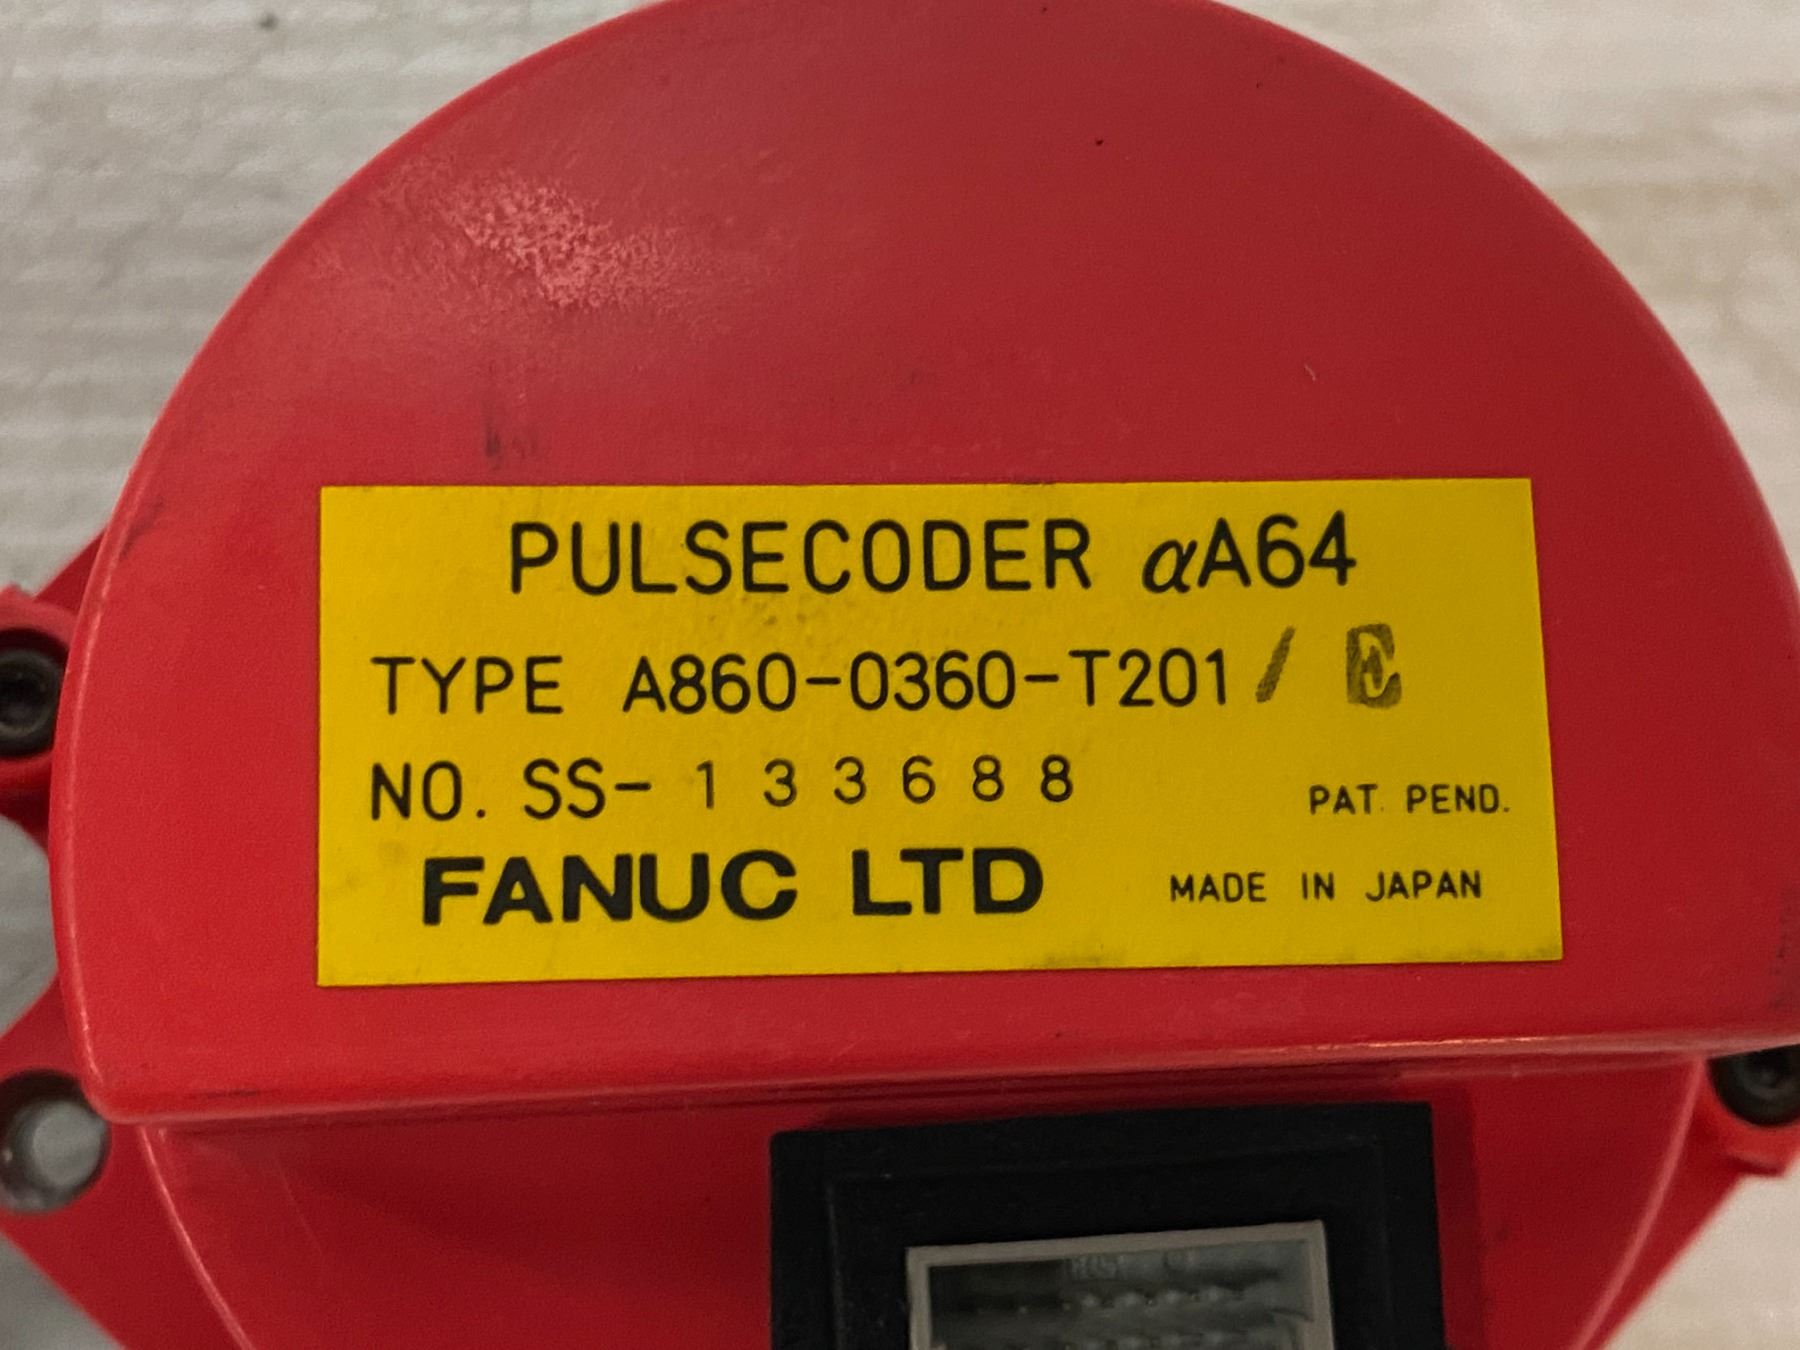 PULSECODER αA64
TYPE A860-0360-T201 /
NO. SS- 1 3 3 6 8 8
PAT. PEND.
FANUC LTD MADE IN JAPAN